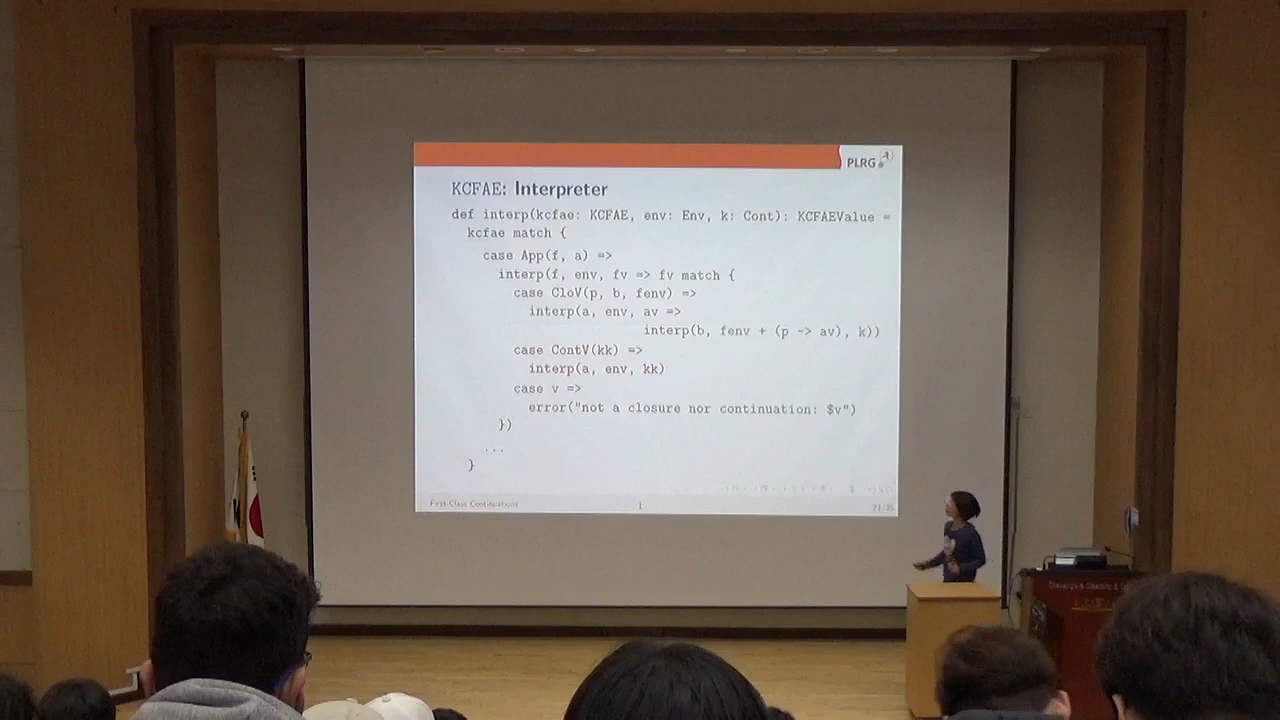 PLRG
KCFAE: Interpreter
def interp(kcfae: KCFAE, env: Env, k: Cont): KCFAEValue =
kcfae match {
case App(f, a) =>
interp(f, env, fv => fv match {
case CloV(p, b, fenv) =>
interp(a, env, av =>
interp(b, fenv + (p -> av), k))
case ContV(kk) =>
interp(a, env, kk)
case v =>
error("not a closure nor continuation: $v")
})
...
}
First-Class Continuations
1